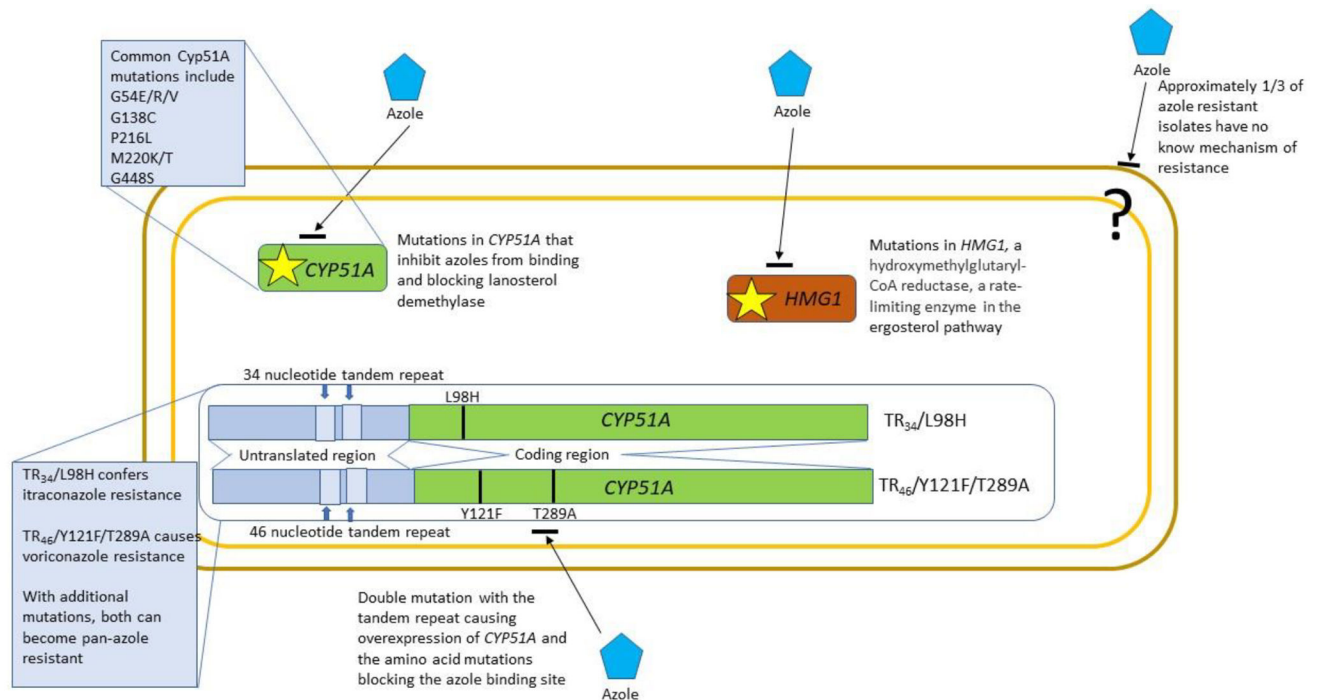 Common Cyp51A
mutations include
G54E/R/V
G138C
P216L
M220K/T
G448S
Azole
Azole
Azole
Approximately 1/3 of
azole resistant
isolates have no
know mechanism of
resistance
?
CYP51A
Mutations in CYP51A that
inhibit azoles from binding
and blocking lanosterol
demethylase
HMG1
Mutations in HMG1, a
hydroxymethylglutaryl-
CoA reductase, a rate-
limiting enzyme in the
ergosterol pathway
34 nucleotide tandem repeat
L98H
CYP51A
TR34/L98H
Untranslated region
Coding region
CYP51A
TR46/Y121F/T289A
Y121F
T289A
46 nucleotide tandem repeat
TR34/L98H confers
itraconazole resistance
TR46/Y121F/T289A causes
voriconazole resistance
With additional
mutations, both can
become pan-azole
resistant
Double mutation with the
tandem repeat causing
overexpression of CYP51A and
the amino acid mutations
blocking the azole binding site
Azole